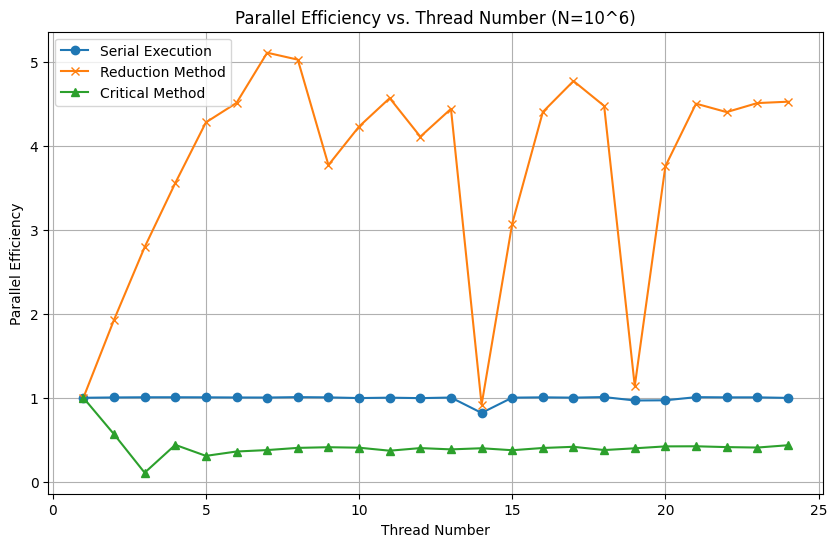 Parallel Efficiency vs. Thread Number (N=10^6)
Serial Execution
Reduction Method
Critical Method
Parallel Efficiency
5
4
3
2
1
0
0 5 10 15 20 25
Thread Number